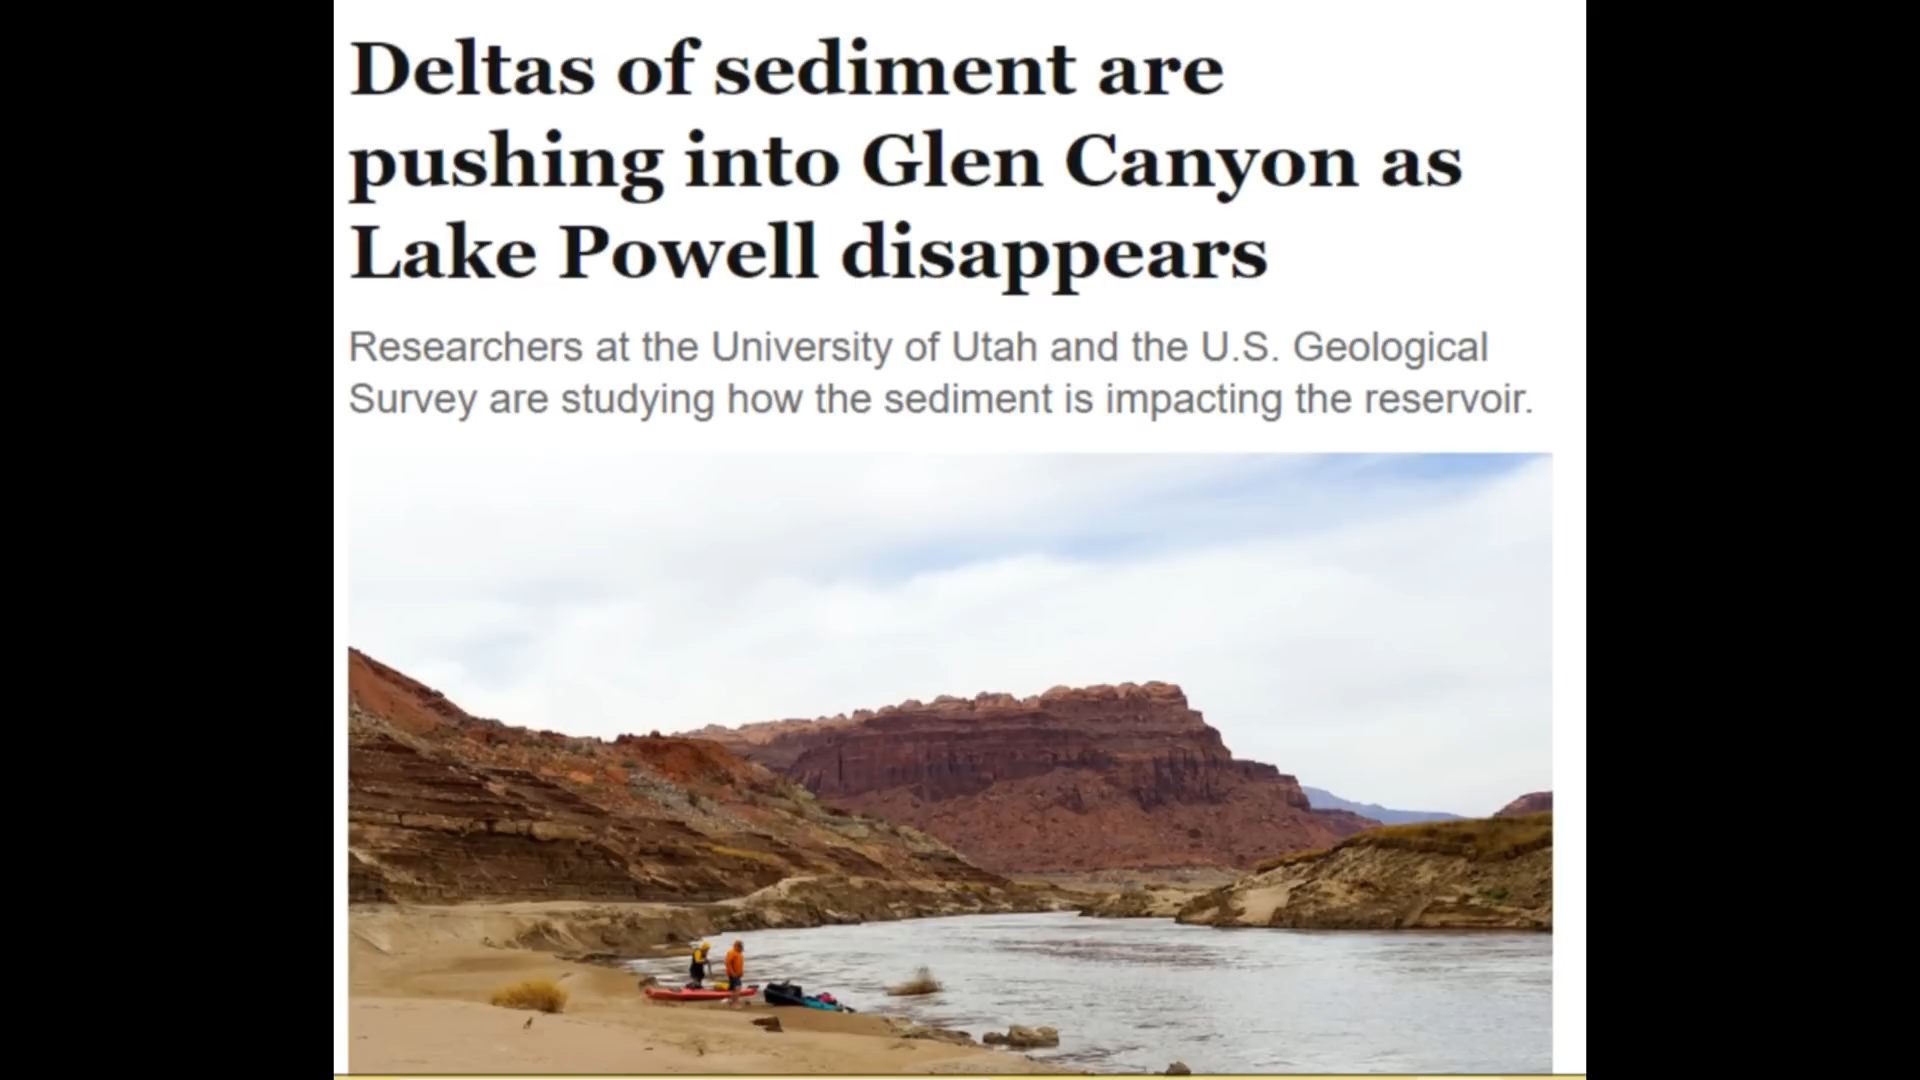 Deltas of sediment are
pushing into Glen Canyon as
Lake Powell disappears
Researchers at the University of Utah and the U.S. Geological
Survey are studying how the sediment is impacting the reservoir.